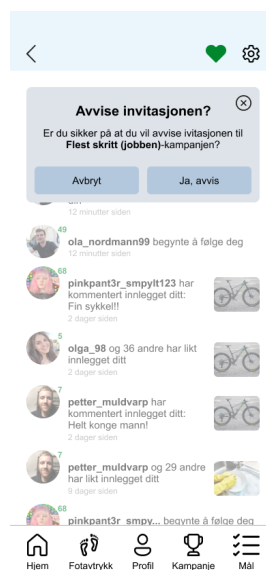 Avvise invitasjonen?
Er du sikker på at du vil avvise ivitasjonen til
Flest skritt (jobben)-kampanjen?
Avbryt
Ja, avvis
din
12 minutter siden
49
ola_nordmann99 begynte å følge deg
12 minutter siden
68
pinkpant3r_smpylt123 har
kommentert innlegget ditt:
Fin sykkel!!
2 dager siden
5
olga_98 og 36 andre har likt
innlegget ditt
2 dager siden
7
petter_muldvarp har
kommentert innlegget ditt:
Helt konge mann!
2 dager siden
7
petter_muldvarp og 29 andre
har likt innlegget ditt
9 dager siden
68
pinkpant3r_smpy... begynte å følge deg
Hjem
Fotavtrykk
Profil
Kampanje
Mål